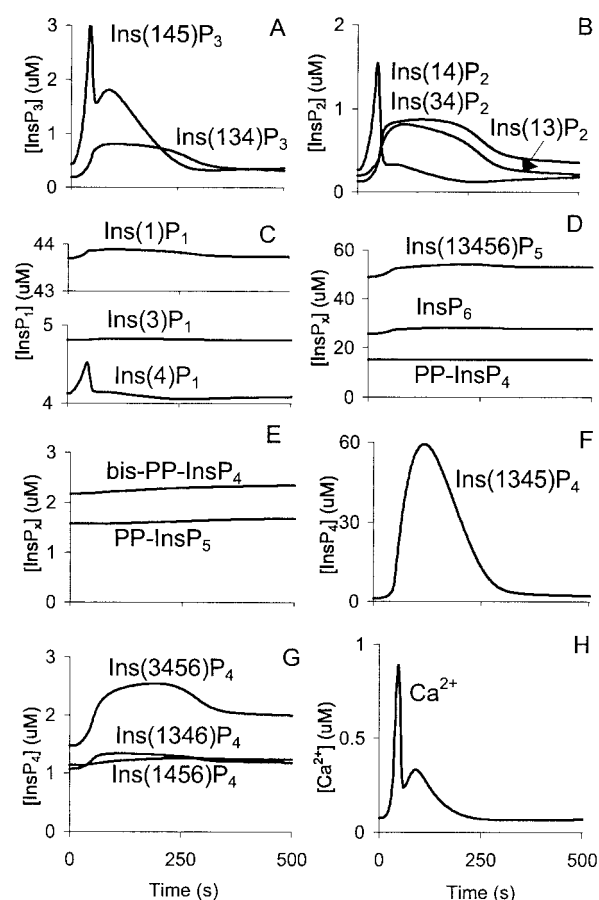 A
[InsP₃] (uM)
3
2
1
0
Ins(145)P₃
Ins(134)P₃
B
[InsP₂] (uM)
2
1
0
Ins(14)P₂
Ins(34)P₂
Ins(13)P₂
C
[InsP₁] (uM)
44
43
5
4
Ins(1)P₁
Ins(3)P₁
Ins(4)P₁
D
[InsPₓ] (uM)
60
40
20
0
Ins(13456)P₅
InsP₆
PP-InsP₄
E
[InsPₓ] (uM)
3
2
1
0
bis-PP-InsP₄
PP-InsP₅
F
[InsP₄] (uM)
60
30
0
Ins(1345)P₄
G
[InsP₄] (uM)
3
2
1
0
Ins(3456)P₄
Ins(1346)P₄
Ins(1456)P₄
0 250 500
Time (s)
H
[Ca²⁺] (uM)
1
0.5
0
Ca²⁺
0 250 500
Time (s)